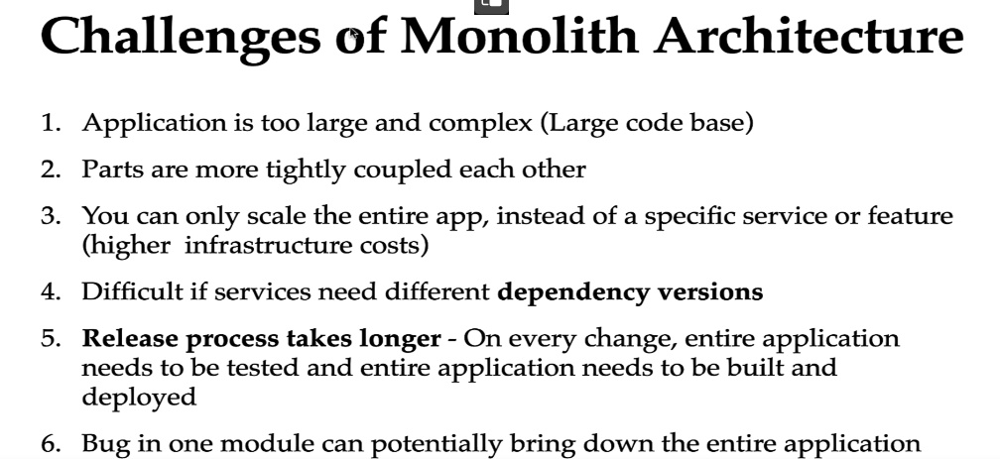 Challenges of Monolith Architecture
1. Application is too large and complex (Large code base)
2. Parts are more tightly coupled each other
3. You can only scale the entire app, instead of a specific service or feature
(higher infrastructure costs)
4. Difficult if services need different dependency versions
5. Release process takes longer - On every change, entire application
needs to be tested and entire application needs to be built and
deployed
6. Bug in one module can potentially bring down the entire application